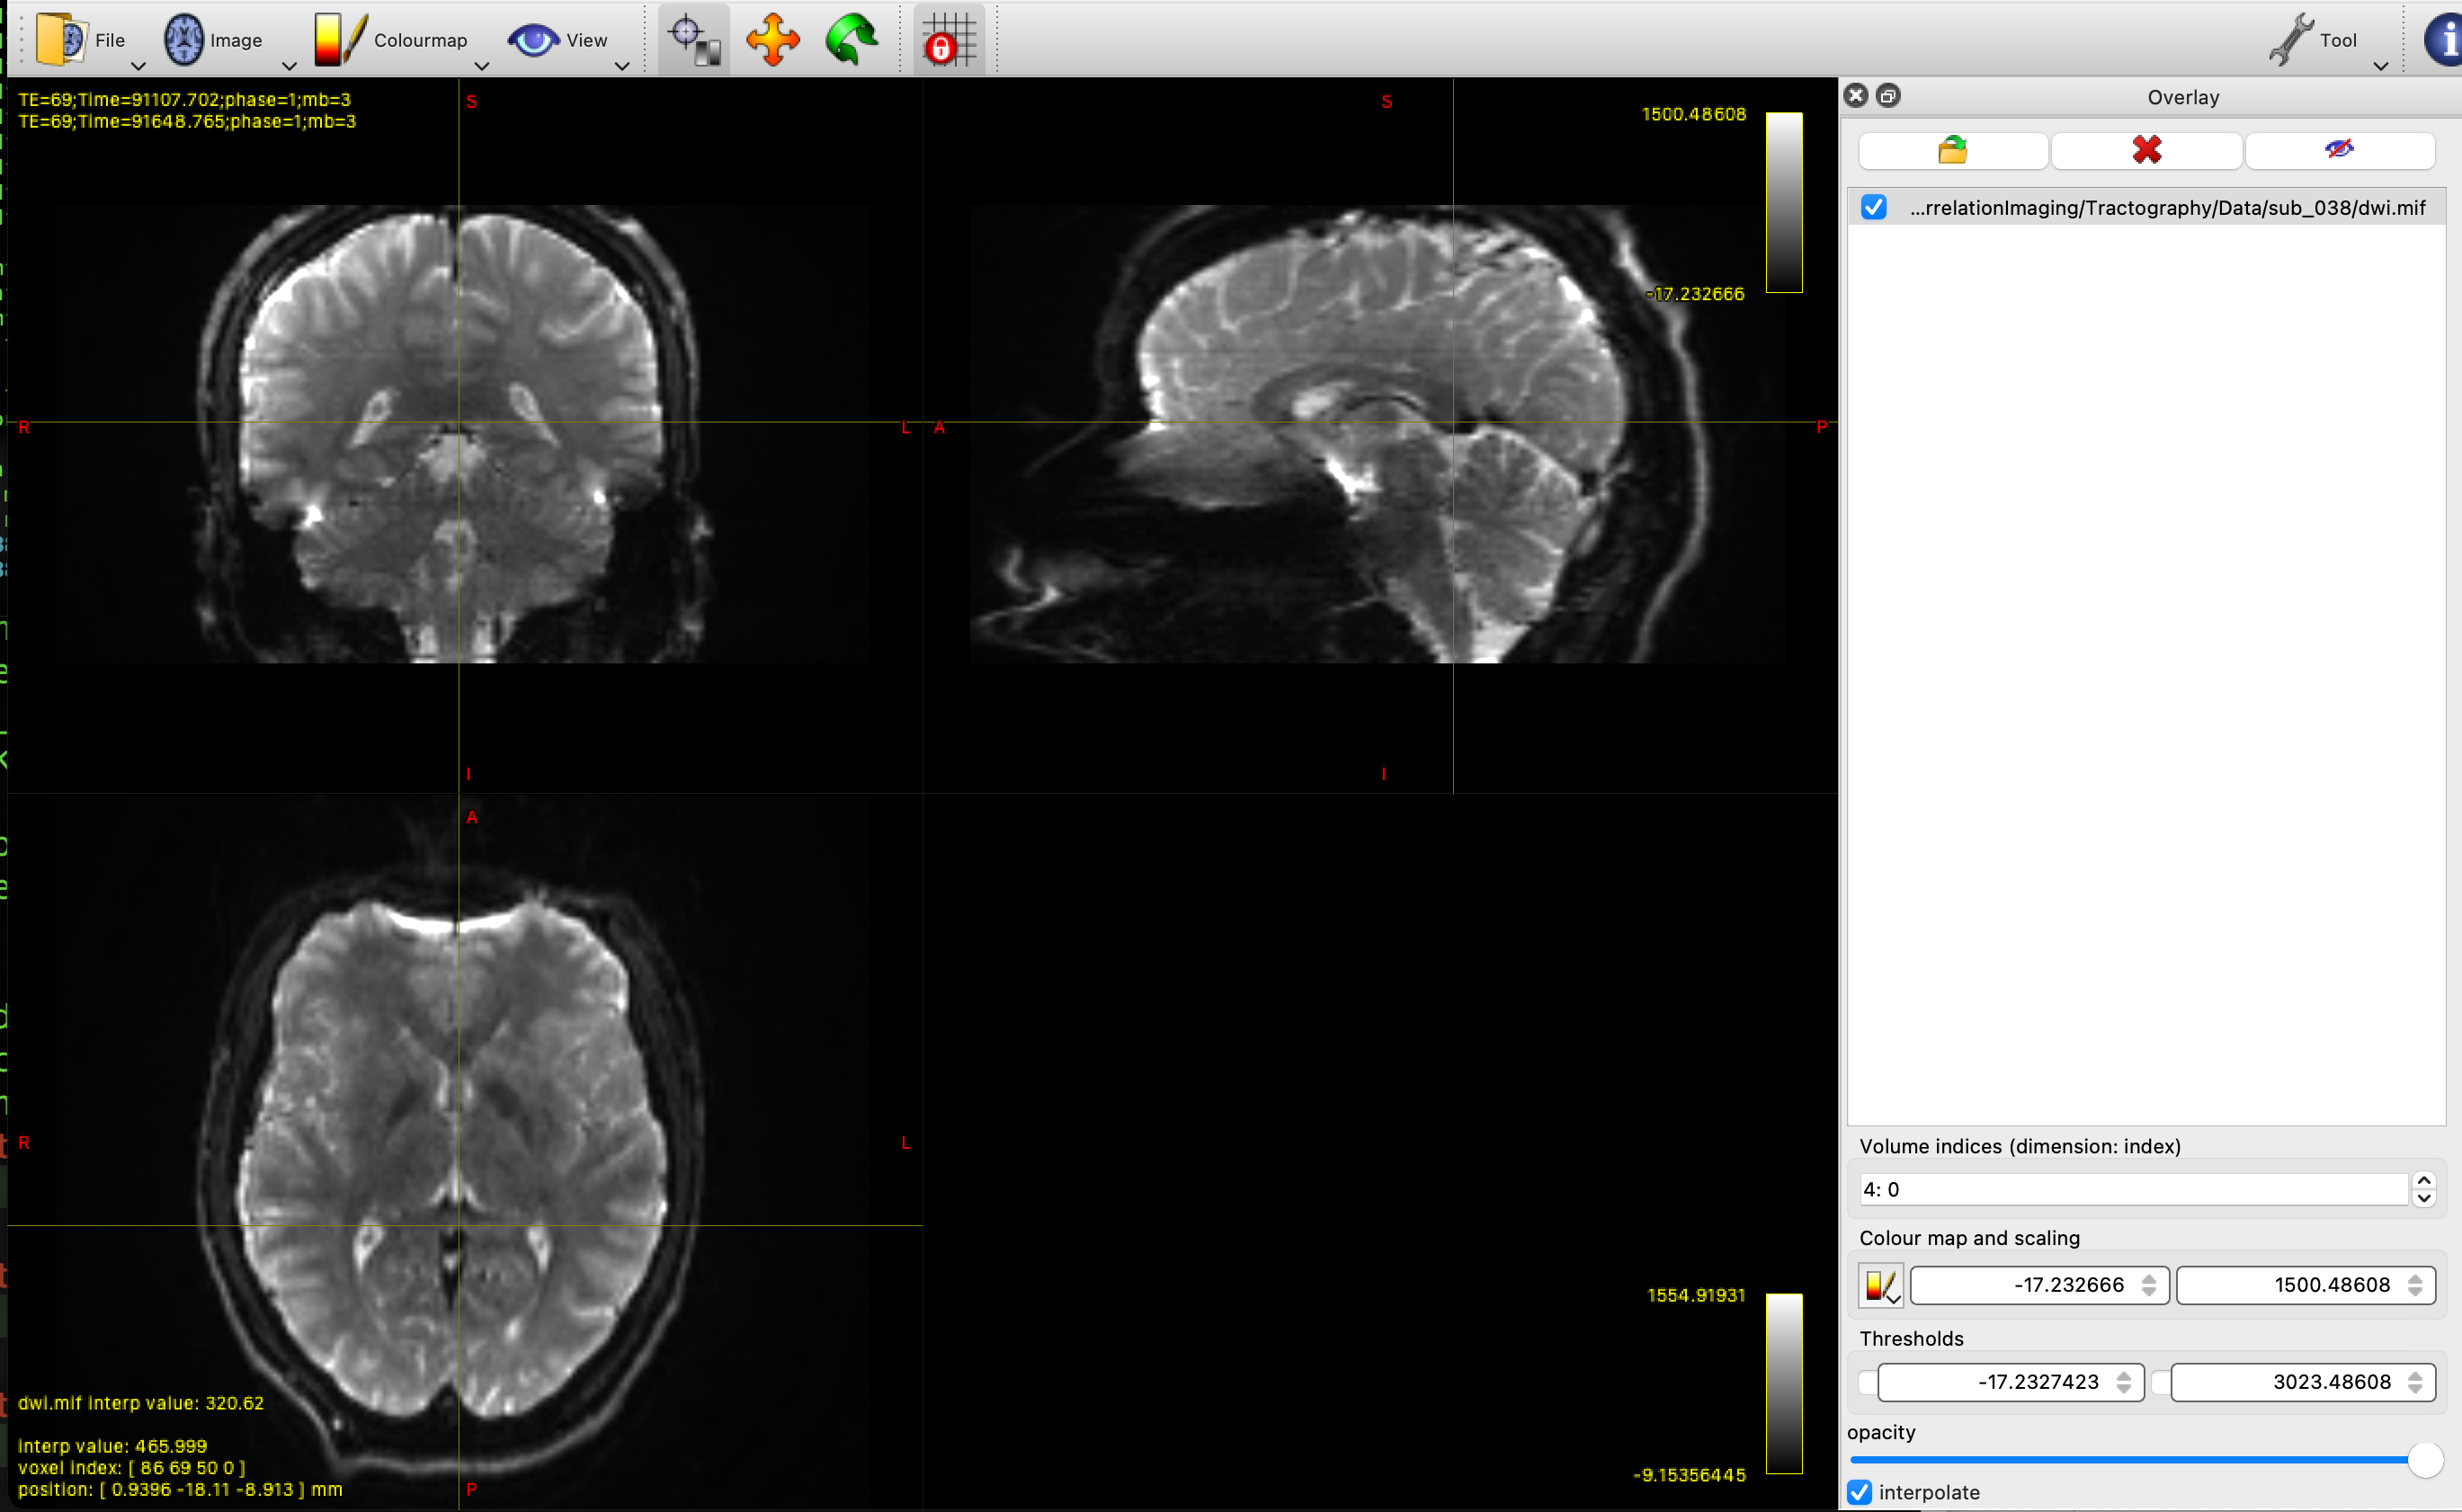 File
Image
Colourmap
View
Tool
TE=69;Time=91107.702;phase=1;mb=3
TE=69;Time=91648.765;phase=1;mb=3
S
S
1500.48608
-17.232666
R
L
A
P
I
I
A
R
L
1554.91931
-9.15356445
dwi.mif interp value: 320.62
interp value: 465.999
voxel index: [ 86 69 50 0 ]
position: [ 0.9396 -18.11 -8.913 ] mm
P
Overlay
...rrelationImaging/Tractography/Data/sub_038/dwi.mif
Volume indices (dimension: index)
4: 0
Colour map and scaling
-17.232666
1500.48608
Thresholds
-17.2327423
3023.48608
opacity
interpolate